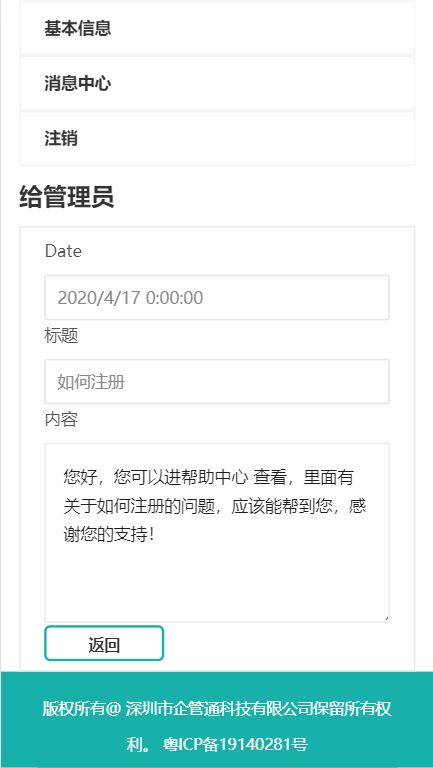 基本信息
消息中心
注销
给管理员
Date
2020/4/17 0:00:00
标题
如何注册
内容
您好，您可以进帮助中心 查看，里面有
关于如何注册的问题，应该能帮到您，感
谢您的支持！
返回
版权所有@ 深圳市企管通科技有限公司保留所有权
利。 粤ICP备19140281号